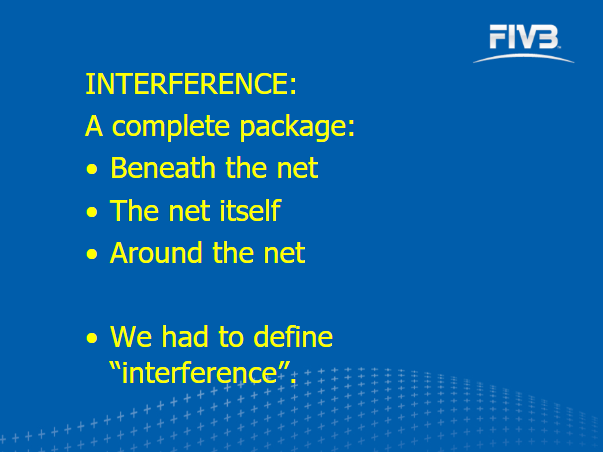 FIVB
INTERFERENCE:
A complete package:
• Beneath the net
• The net itself
• Around the net
• We had to define
“interference”.